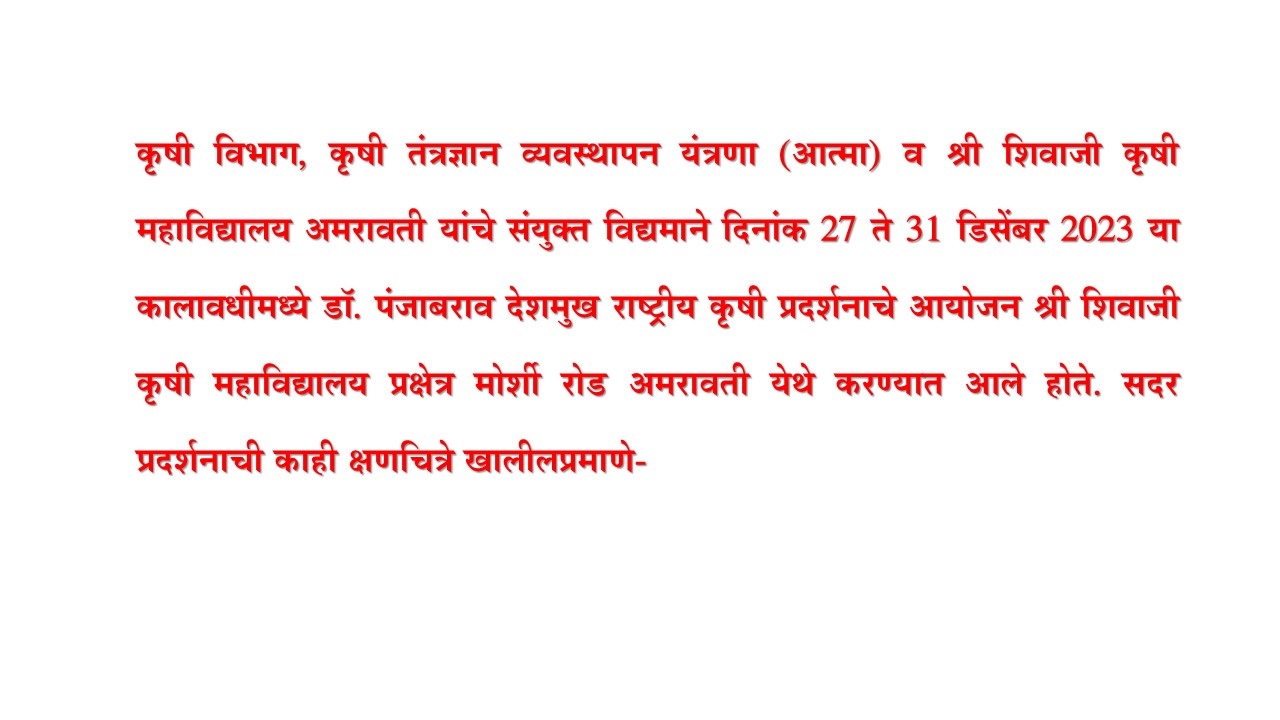 कृषी विभाग, कृषी तंत्रज्ञान व्यवस्थापन यंत्रणा (आत्मा) व श्री शिवाजी कृषी
महाविद्यालय अमरावती यांचे संयुक्त विद्यमाने दिनांक 27 ते 31 डिसेंबर 2023 या
कालावधीमध्ये डॉ. पंजाबराव देशमुख राष्ट्रीय कृषी प्रदर्शनाचे आयोजन श्री शिवाजी
कृषी महाविद्यालय प्रक्षेत्र मोर्शी रोड अमरावती येथे करण्यात आले होते. सदर
प्रदर्शनाची काही क्षणचित्रे खालीलप्रमाणे-